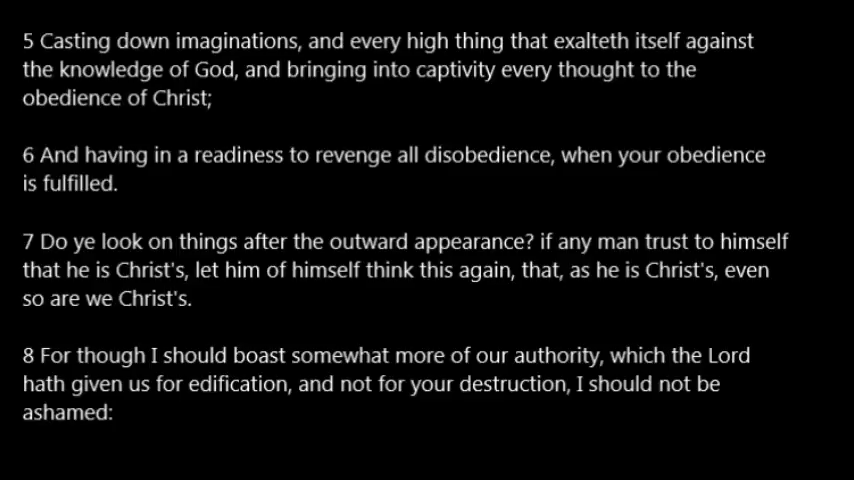 5 Casting down imaginations, and every high thing that exalteth itself against
the knowledge of God, and bringing into captivity every thought to the
obedience of Christ;
6 And having in a readiness to revenge all disobedience, when your obedience
is fulfilled.
7 Do ye look on things after the outward appearance? if any man trust to himself
that he is Christ's, let him of himself think this again, that, as he is Christ's, even
so are we Christ's.
8 For though I should boast somewhat more of our authority, which the Lord
hath given us for edification, and not for your destruction, I should not be
ashamed: